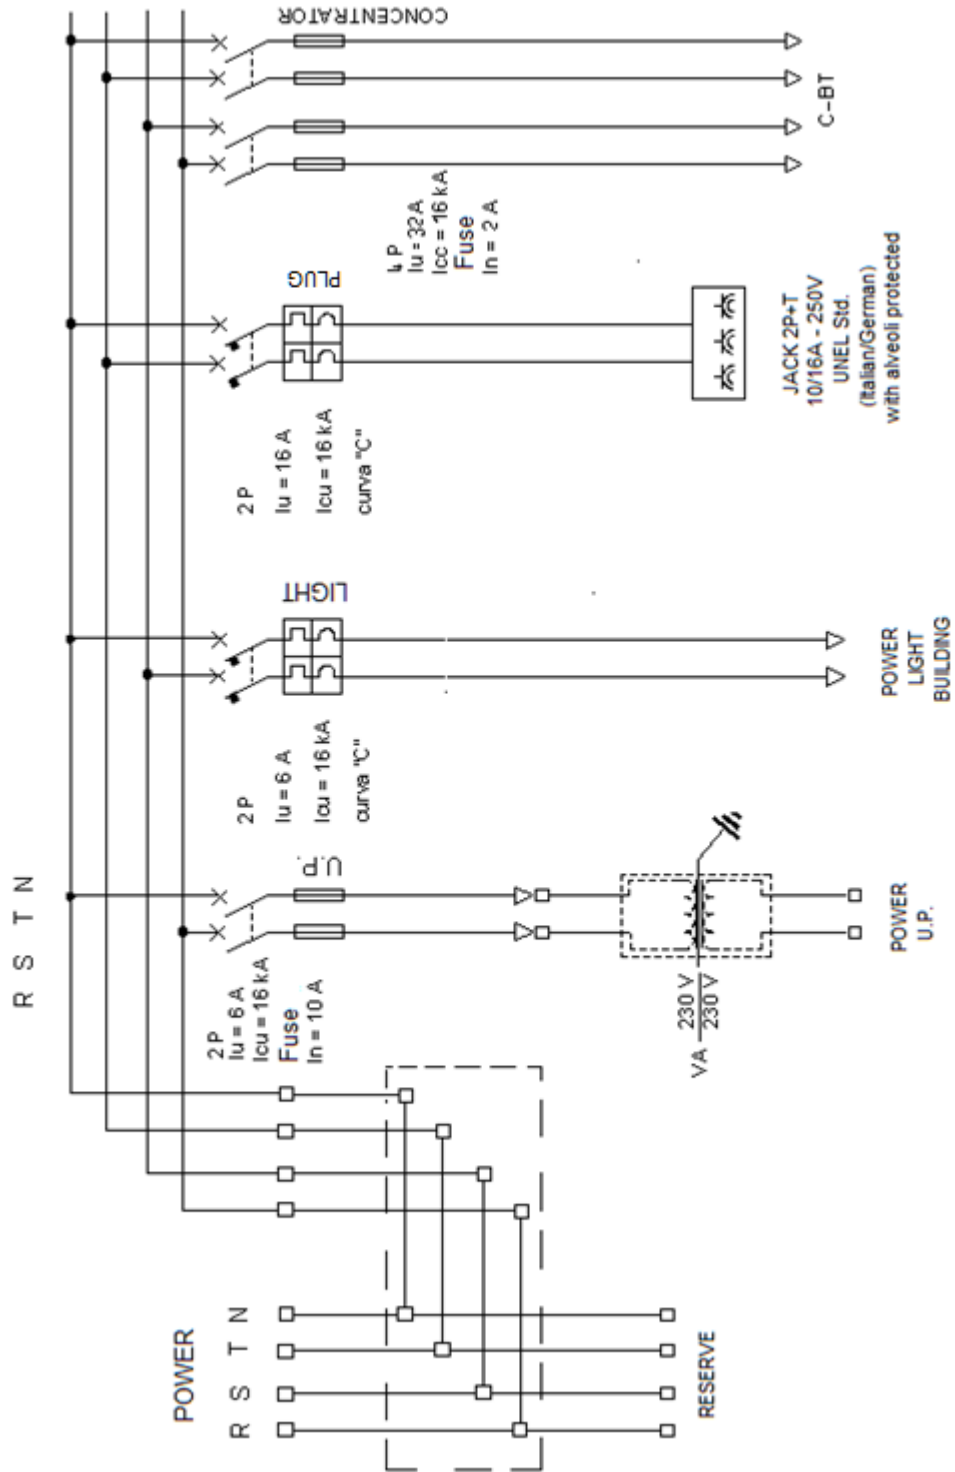 CONCENTRATOR
C-BT
4 P
Iu = 32 A
Icc = 16 kA
Fuse
In = 2 A
PLUG
2 P
Iu = 16 A
Icu = 16 kA
curva "C"
JACK 2P+T
10/16A - 250V
UNEL Std.
(Italian/German)
with alveoli protected
LIGHT
2 P
Iu = 6 A
Icu = 16 kA
curva "C"
POWER
LIGHT
BUILDING
R S T N
U.P.
2 P
Iu = 6 A
Icu = 16 kA
Fuse
In = 10 A
VA
230 V
230 V
POWER
U.P.
POWER
R S T N
RESERVE